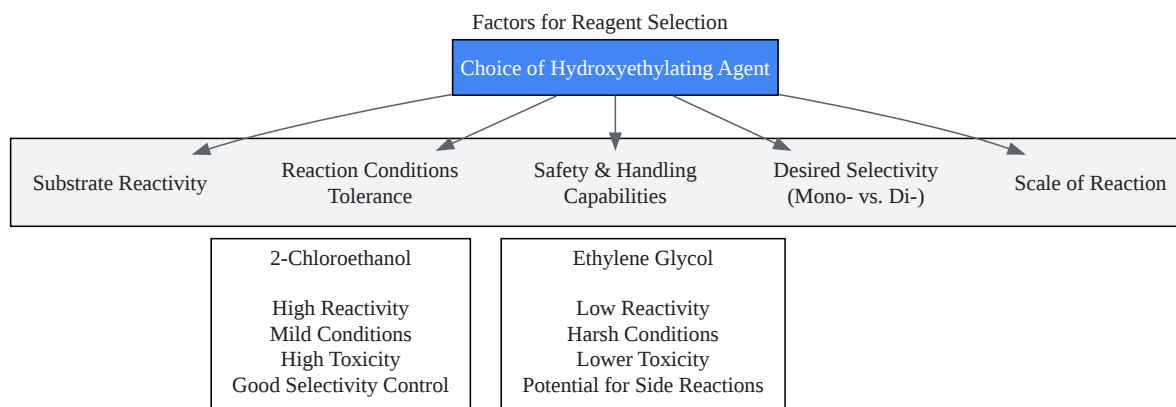 Factors for Reagent Selection
Choice of Hydroxyethylating Agent
Substrate Reactivity
Reaction Conditions
Tolerance
Safety & Handling
Capabilities
Desired Selectivity
(Mono- vs. Di-)
Scale of Reaction
2-Chloroethanol
High Reactivity
Mild Conditions
High Toxicity
Good Selectivity Control
Ethylene Glycol
Low Reactivity
Harsh Conditions
Lower Toxicity
Potential for Side Reactions